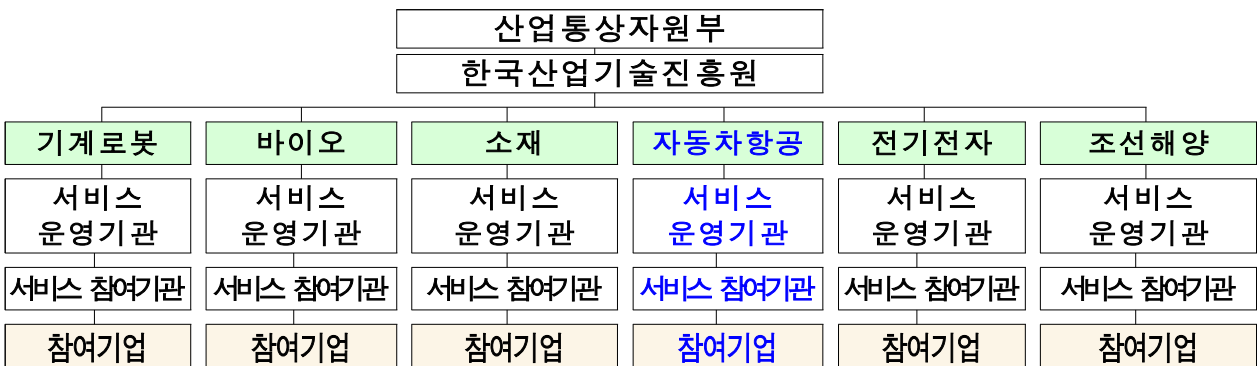 산업통상자원부
한국산업기술진흥원
기계로봇 바이오 소재 자동차항공 전기전자 조선해양
서비스 서비스 서비스 서비스 서비스 서비스
운영기관 운영기관 운영기관 운영기관 운영기관 운영기관
서비스 참여기관 서비스 참여기관 서비스 참여기관 서비스 참여기관 서비스 참여기관 서비스 참여기관
참여기업 참여기업 참여기업 참여기업 참여기업 참여기업